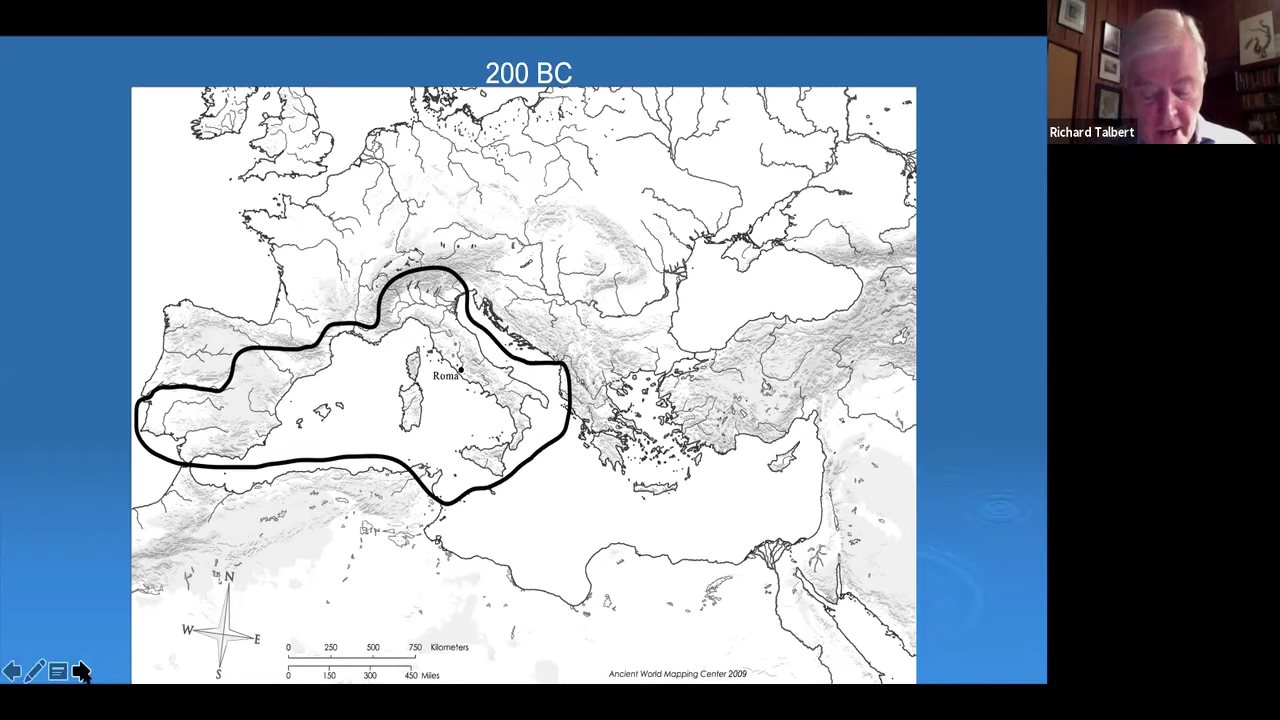 200 BC
Richard Talbert
Roma
N
W
E
S
0 250 500 750 Kilometers
0 150 300 450 Miles
Ancient World Mapping Center 2009